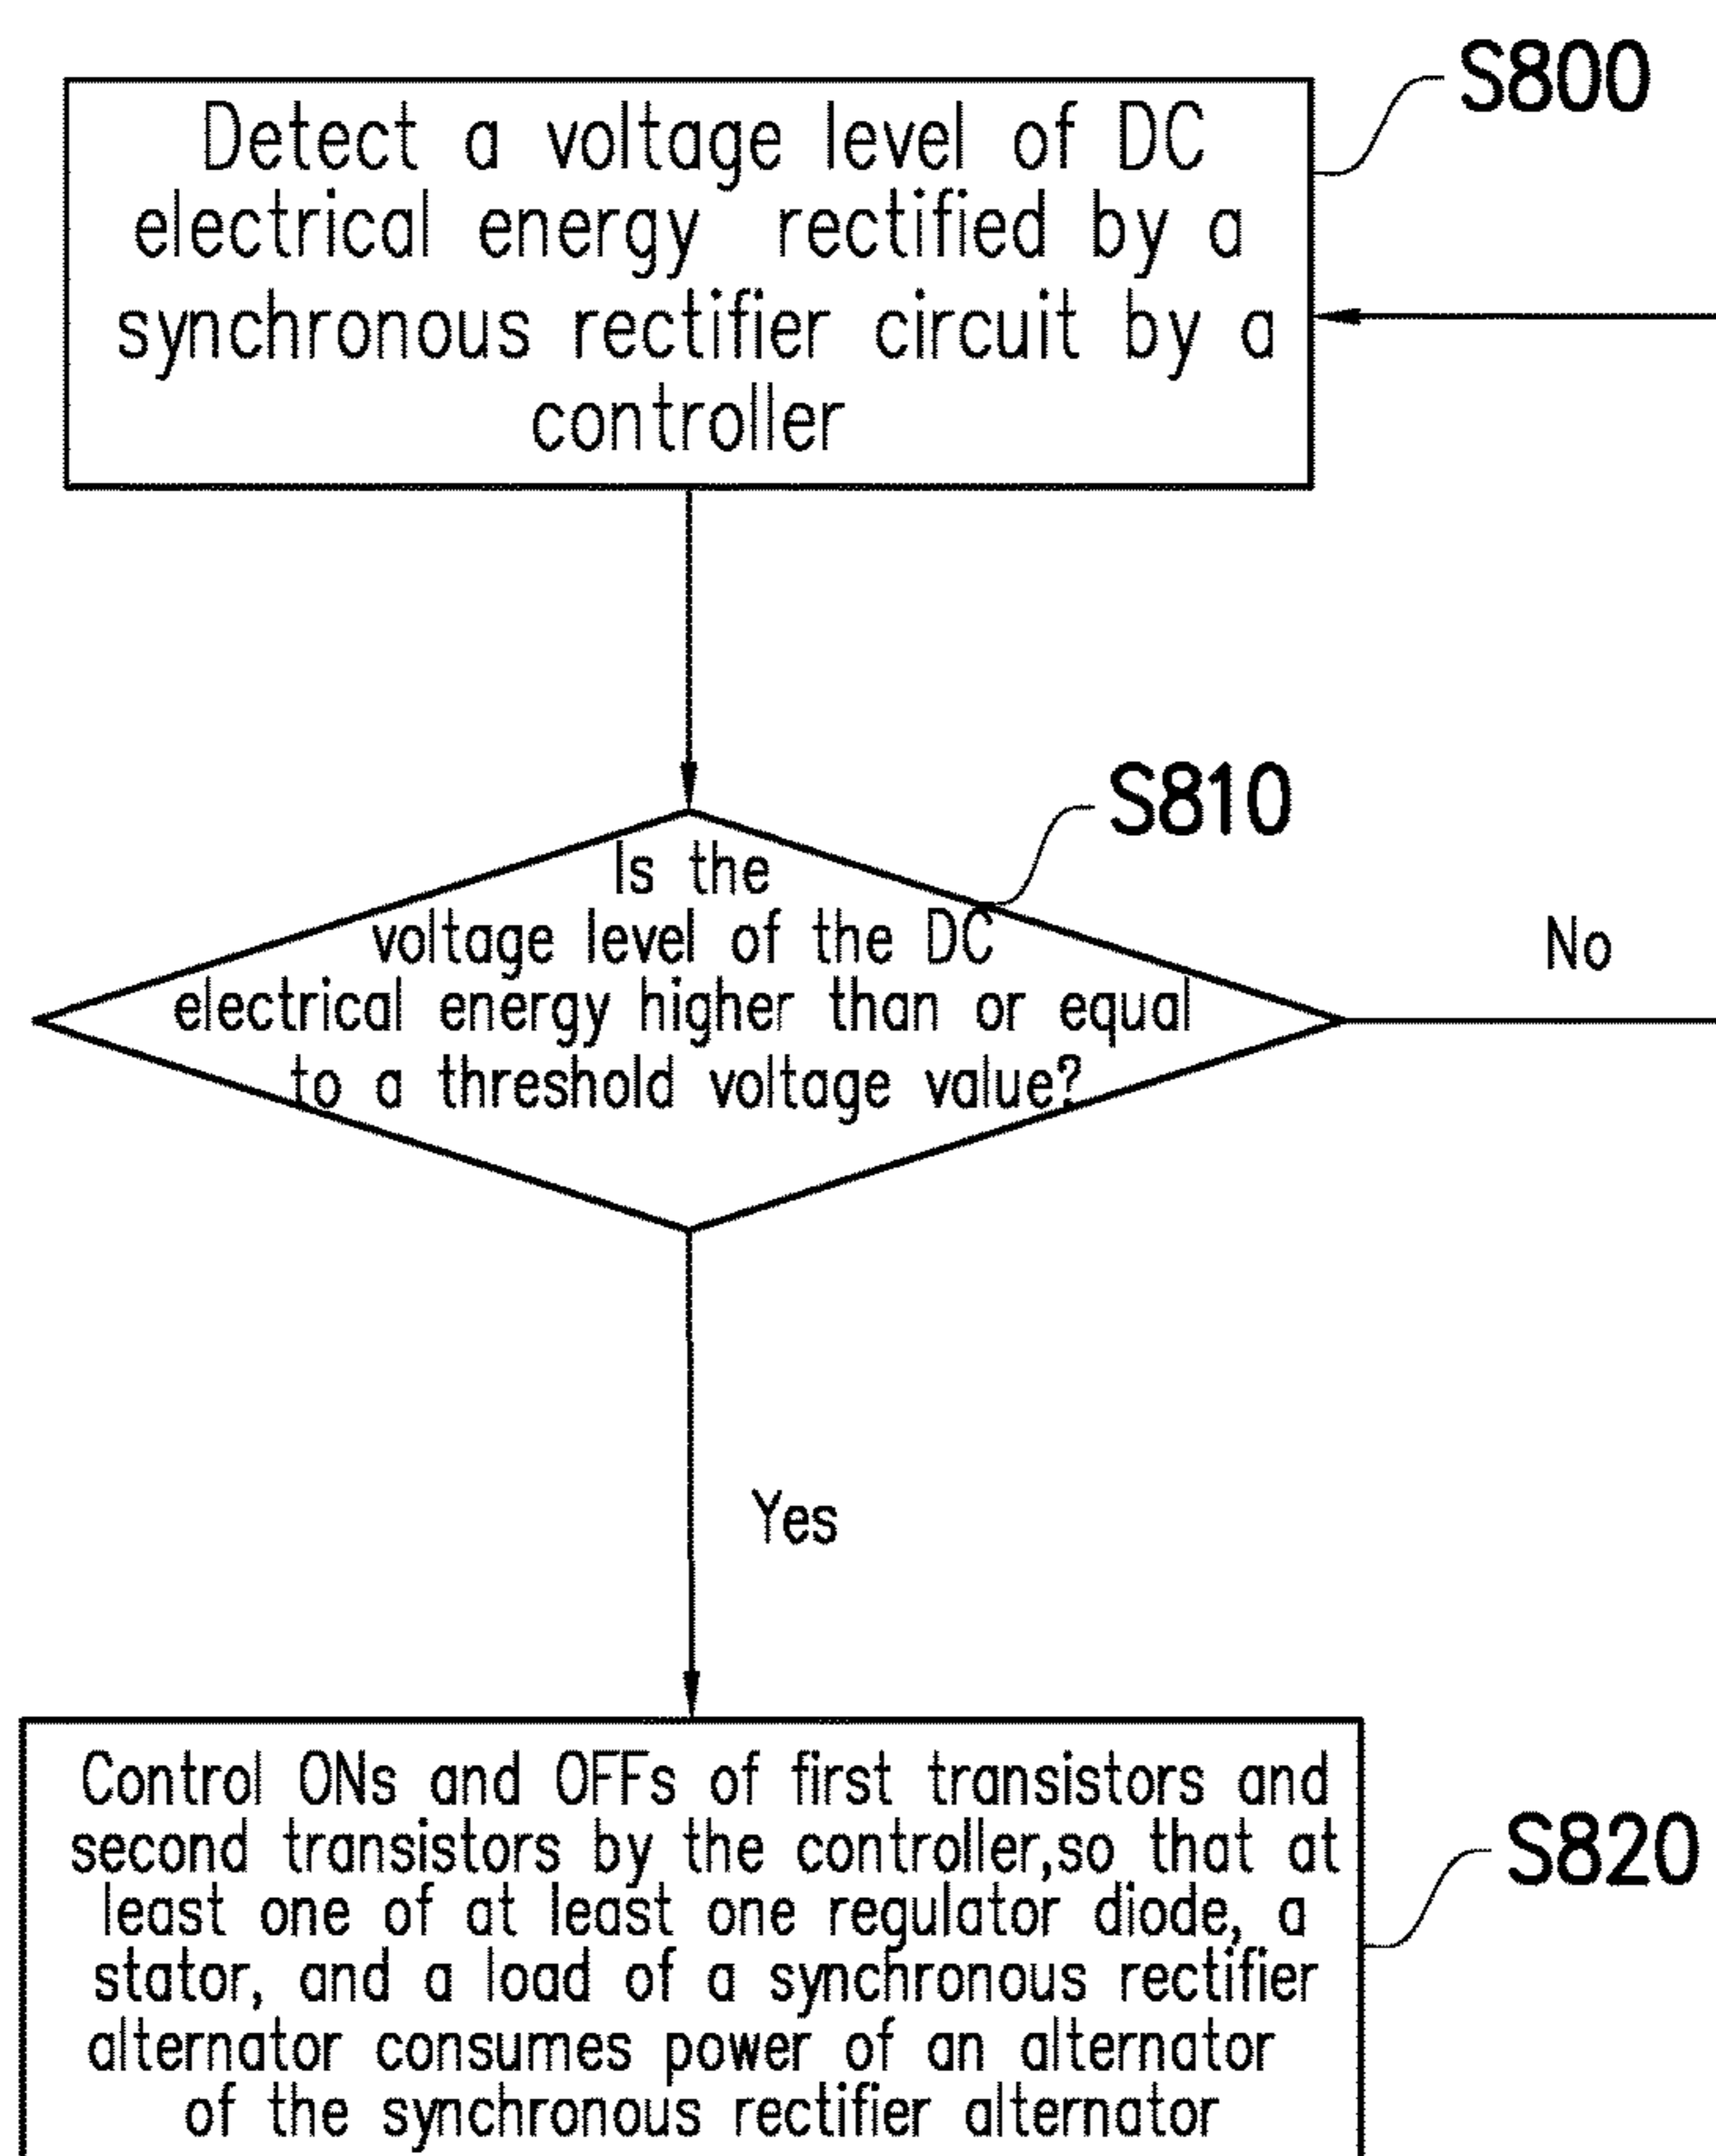 S800
Detect a voltage level of DC
electrical energy rectified by a
synchronous rectifier circuit by a
controller
S810
Is the
voltage level of the DC
electrical energy higher than or equal
to a threshold voltage value?
No
Yes
Control ONs and OFFs of first transistors and
second transistors by the controller,so that at
least one of at least one regulator diode, a
stator, and a load of a synchronous rectifier
alternator consumes power of an alternator
of the synchronous rectifier alternator
S820